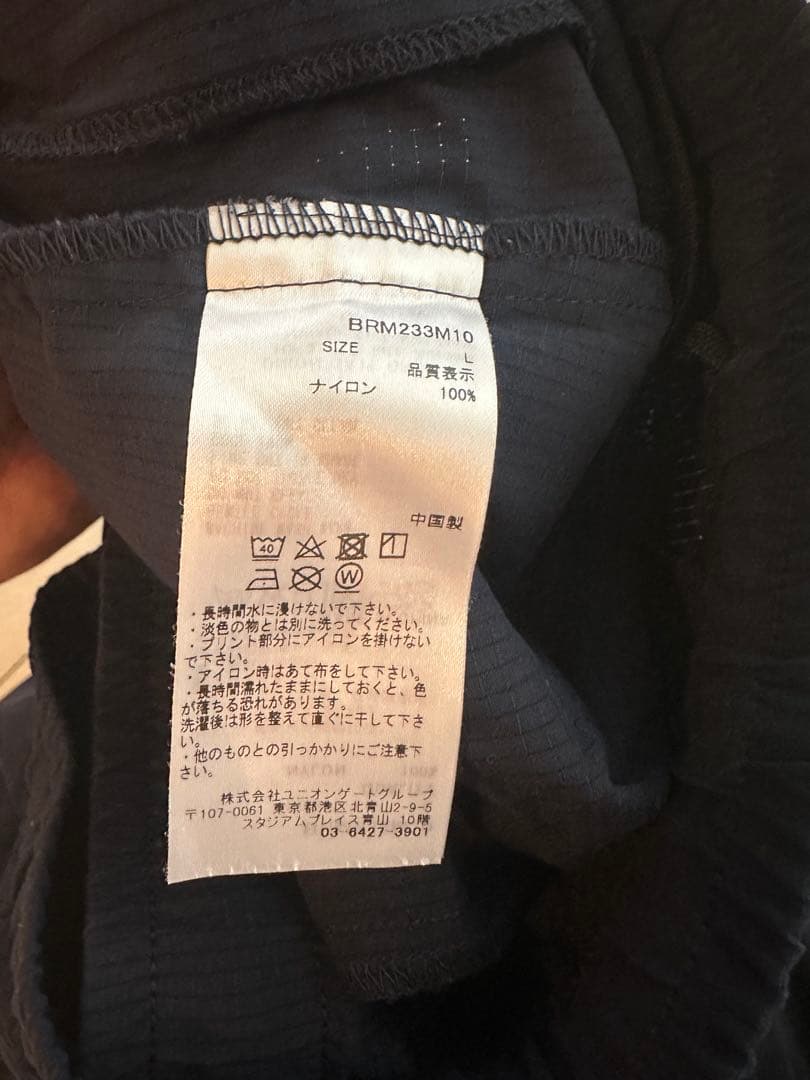 BRM233M10
SIZE L
品質表示
ナイロン 100%
中国製
40
W
・長時間水に浸けないで下さい。
・淡色の物とは別に洗ってください。
・プリント部分にアイロンを掛けない
で下さい。
・アイロン時はあて布をして下さい。
・長時間濡れたままにしておくと、色
が落ちる恐れがあります。
洗濯後は形を整えて直ぐに干して下さ
い。
・他のものとの引っかかりにご注意下
さい。
株式会社ユニオンゲートグループ
〒107-0061 東京都港区北青山2-9-5
スタジアムプレイス青山 10階
03-6427-3901